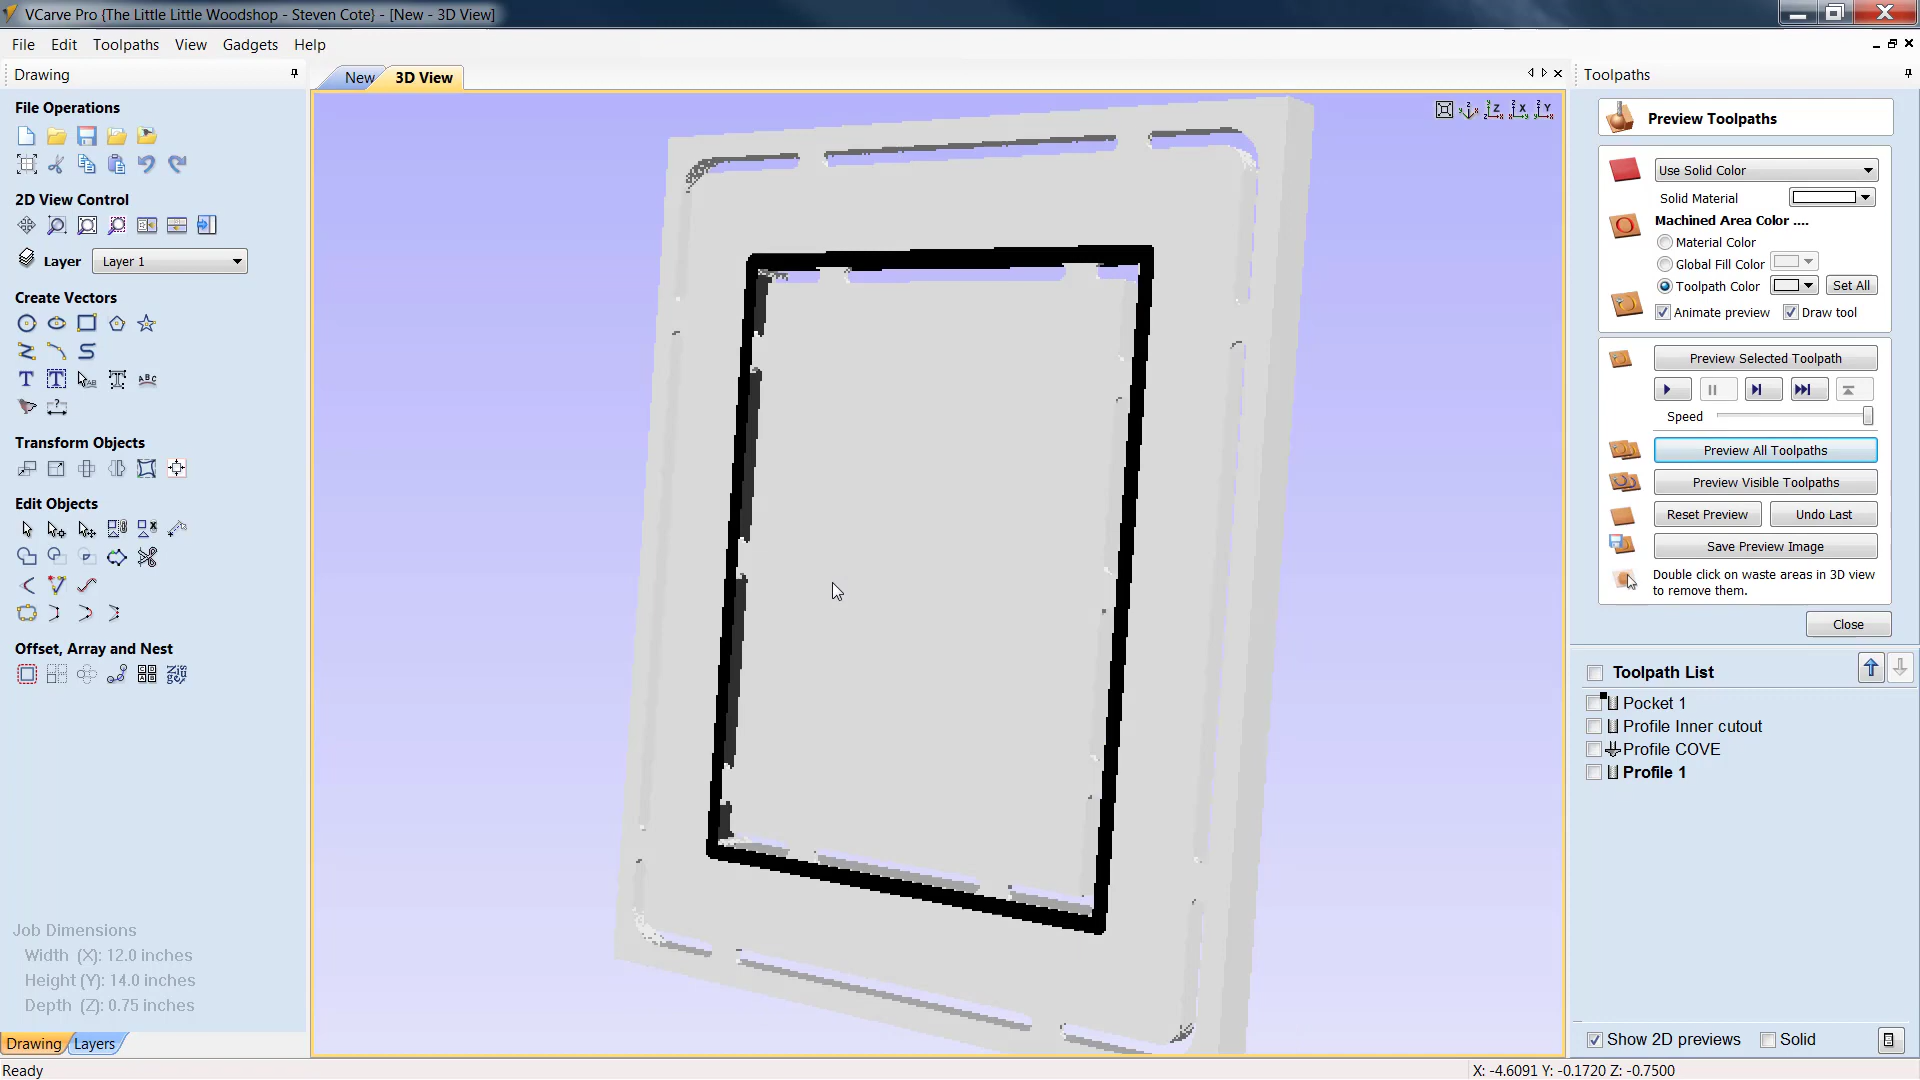 VCarve Pro {The Little Little Woodshop - Steven Cote} - [New - 3D View]
File Edit Toolpaths View Gadgets Help
Drawing
File Operations
2D View Control
Layer Layer 1
Create Vectors
Transform Objects
Edit Objects
Offset, Array and Nest
Job Dimensions
Width (X): 12.0 inches
Height (Y): 14.0 inches
Depth (Z): 0.75 inches
Drawing Layers
Ready
New 3D View
Toolpaths
Preview Toolpaths
Use Solid Color
Solid Material
Machined Area Color ....
Material Color
Global Fill Color
Toolpath Color Set All
Animate preview Draw tool
Preview Selected Toolpath
Speed
Preview All Toolpaths
Preview Visible Toolpaths
Reset Preview Undo Last
Save Preview Image
Double click on waste areas in 3D view
to remove them.
Close
Toolpath List
Pocket 1
Profile Inner cutout
Profile COVE
Profile 1
Show 2D previews Solid
X: -4.6091 Y: -0.1720 Z: -0.7500